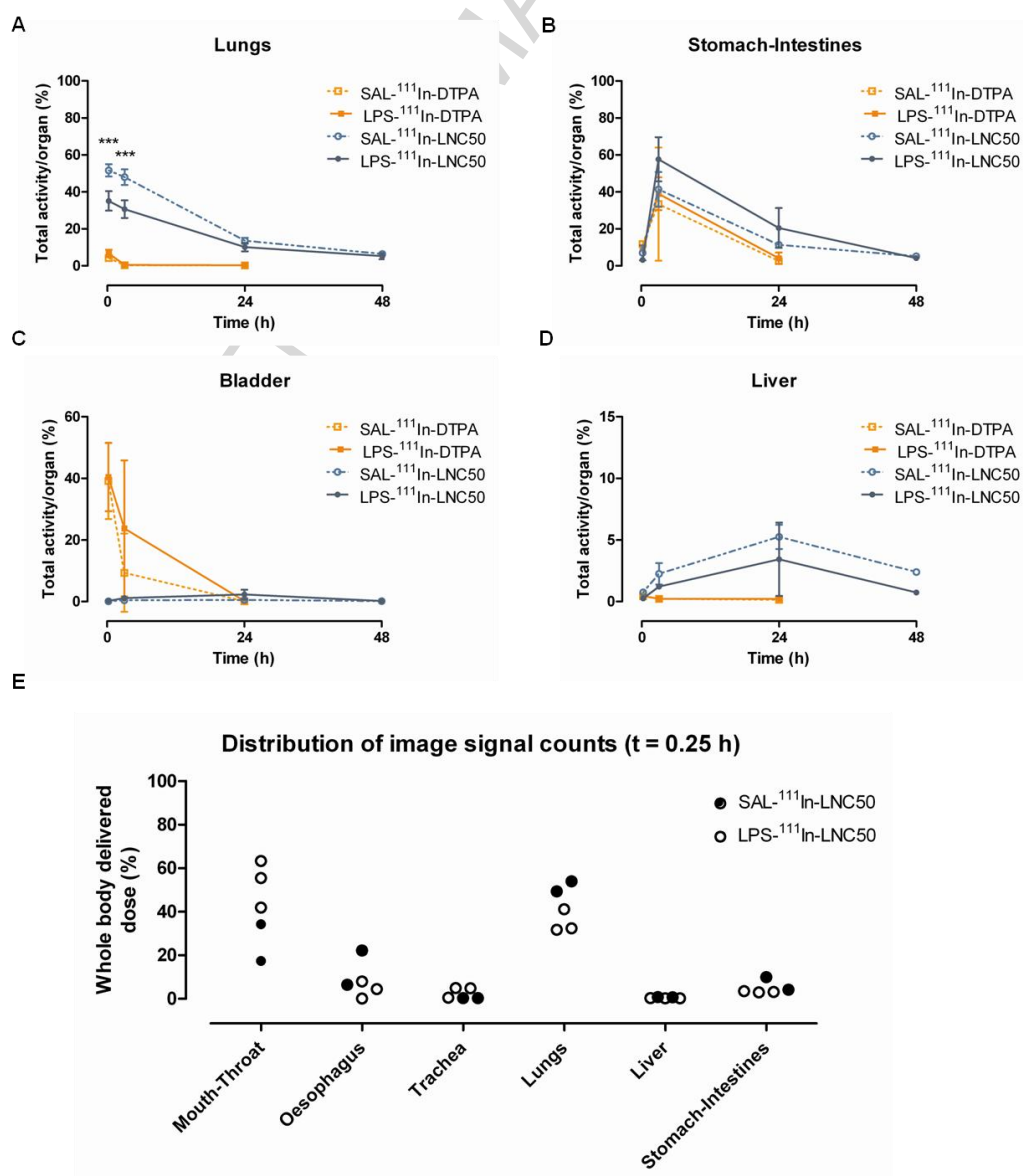 A
Lungs
Total activity/organ (%)
100
80
60
40
20
0
***
***
SAL-¹¹¹In-DTPA
LPS-¹¹¹In-DTPA
SAL-¹¹¹In-LNC50
LPS-¹¹¹In-LNC50
0 24 48
Time (h)
B
Stomach-Intestines
Total activity/organ (%)
100
80
60
40
20
0
SAL-¹¹¹In-DTPA
LPS-¹¹¹In-DTPA
SAL-¹¹¹In-LNC50
LPS-¹¹¹In-LNC50
0 24 48
Time (h)
C
Bladder
Total activity/organ (%)
60
40
20
0
SAL-¹¹¹In-DTPA
LPS-¹¹¹In-DTPA
SAL-¹¹¹In-LNC50
LPS-¹¹¹In-LNC50
0 24 48
Time (h)
D
Liver
Total activity/organ (%)
15
10
5
0
SAL-¹¹¹In-DTPA
LPS-¹¹¹In-DTPA
SAL-¹¹¹In-LNC50
LPS-¹¹¹In-LNC50
0 24 48
Time (h)
E
Distribution of image signal counts (t = 0.25 h)
Whole body delivered
dose (%)
100
80
60
40
20
0
SAL-¹¹¹In-LNC50
LPS-¹¹¹In-LNC50
Mouth-Throat
Oesophagus
Trachea
Lungs
Liver
Stomach-Intestines